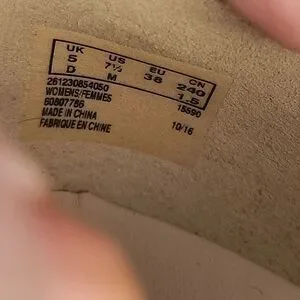 UK US EU CN
5 7½ 38 240
D M 1.5
261230854050 15590
WOMENS/FEMMES
60807786
MADE IN CHINA 10/16
FABRIQUE EN CHINE